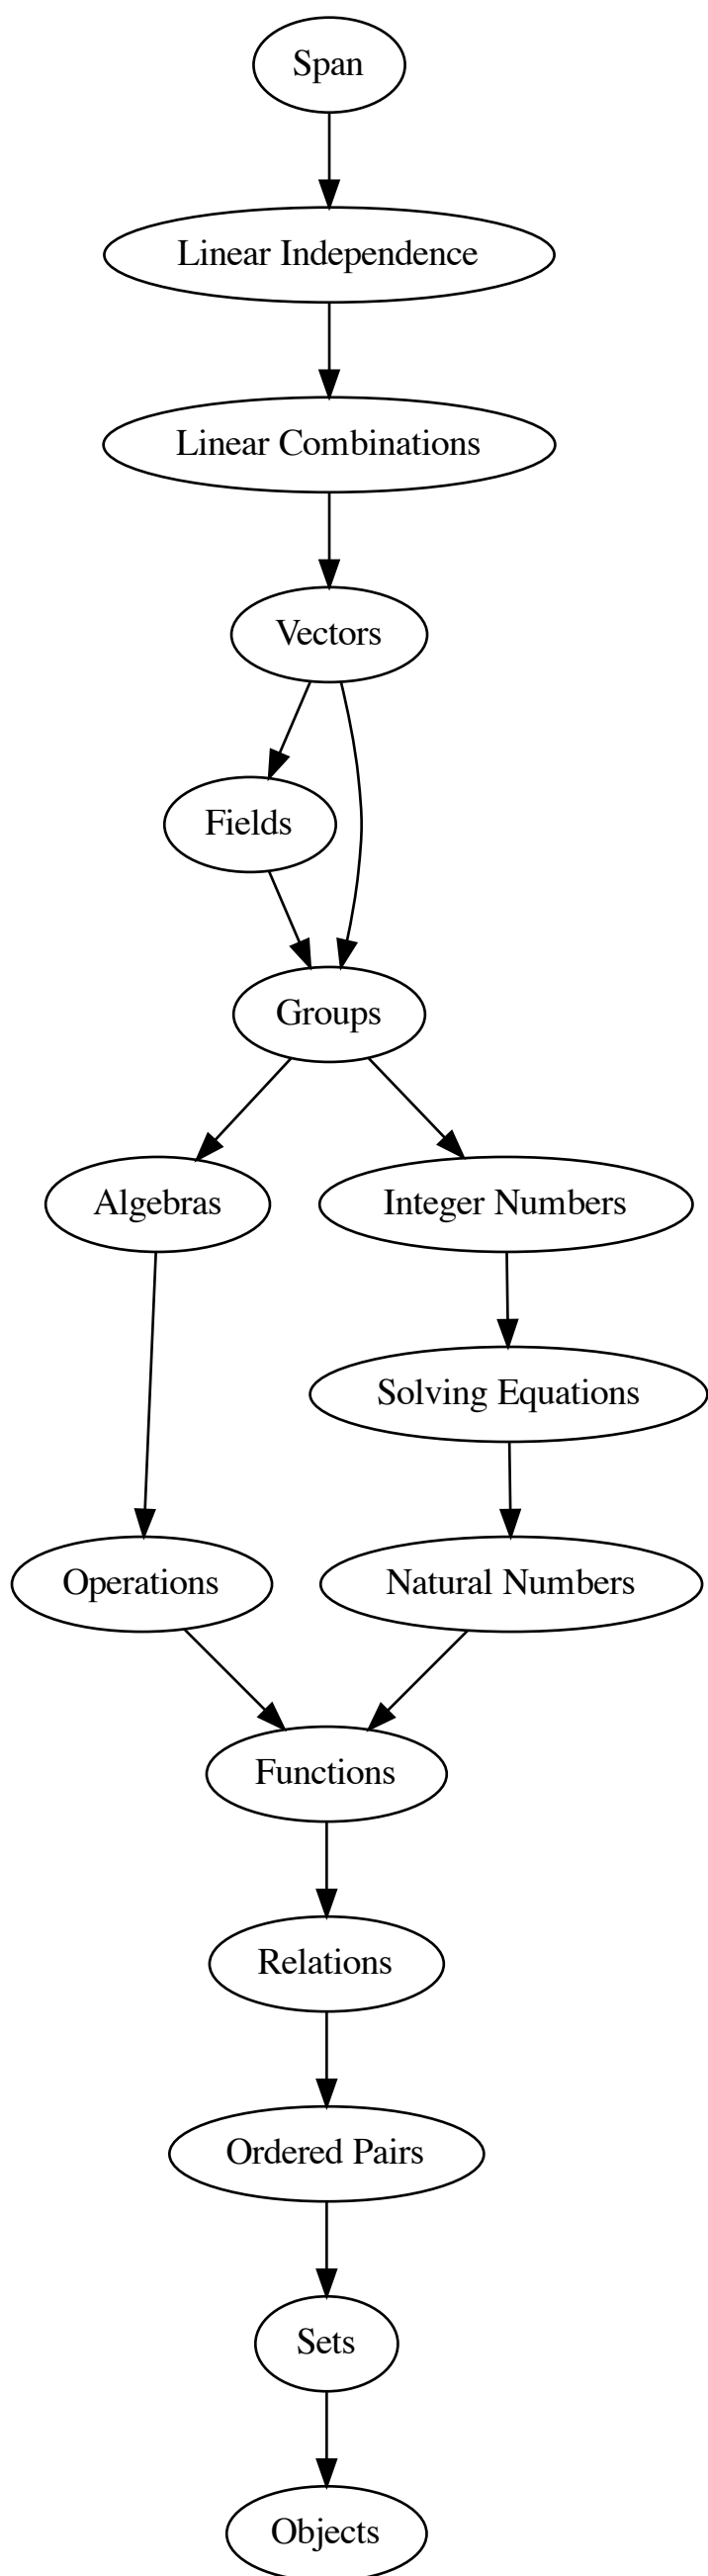 Span
Linear Independence
Linear Combinations
Vectors
Fields
Groups
Algebras
Integer Numbers
Solving Equations
Operations
Natural Numbers
Functions
Relations
Ordered Pairs
Sets
Objects